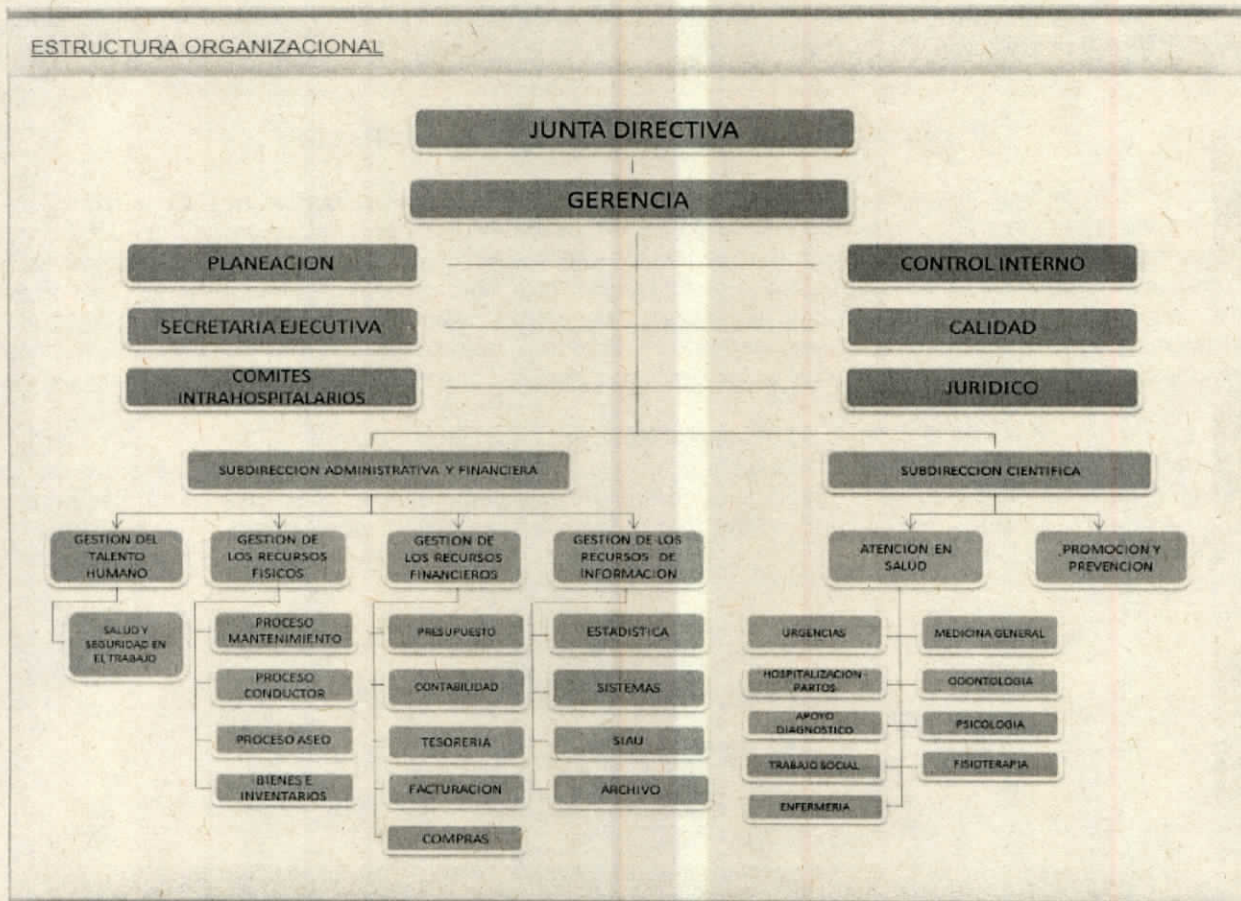 ESTRUCTURA ORGANIZACIONAL
JUNTA DIRECTIVA
GERENCIA
PLANEACION
CONTROL INTERNO
SECRETARIA EJECUTIVA
CALIDAD
COMITES
INTRAHOSPITALARIOS
JURIDICO
SUBDIRECCION ADMINISTRATIVA Y FINANCIERA
SUBDIRECCION CIENTIFICA
GESTION DEL
TALENTO
HUMANO
GESTION DE
LOS RECURSOS
FISICOS
GESTION DE
LOS RECURSOS
FINANCIEROS
GESTION DE LOS
RECURSOS DE
INFORMACION
ATENCION EN
SALUD
PROMOCION Y
PREVENCION
SALUD Y
SEGURIDAD EN
EL TRABAJO
PROCESO
MANTENIMIENTO
PROCESO
CONDUCTOR
PROCESO ASEO
BIENES E
INVENTARIOS
PRESUPUESTO
CONTABILIDAD
TESORERIA
FACTURACION
COMPRAS
ESTADISTICA
SISTEMAS
SIAU
ARCHIVO
URGENCIAS
HOSPITALIZACION -
PARTOS
APOYO
DIAGNOSTICO
TRABAJO SOCIAL
ENFERMERIA
MEDICINA GENERAL
ODONTOLOGIA
PSICOLOGIA
FISIOTERAPIA